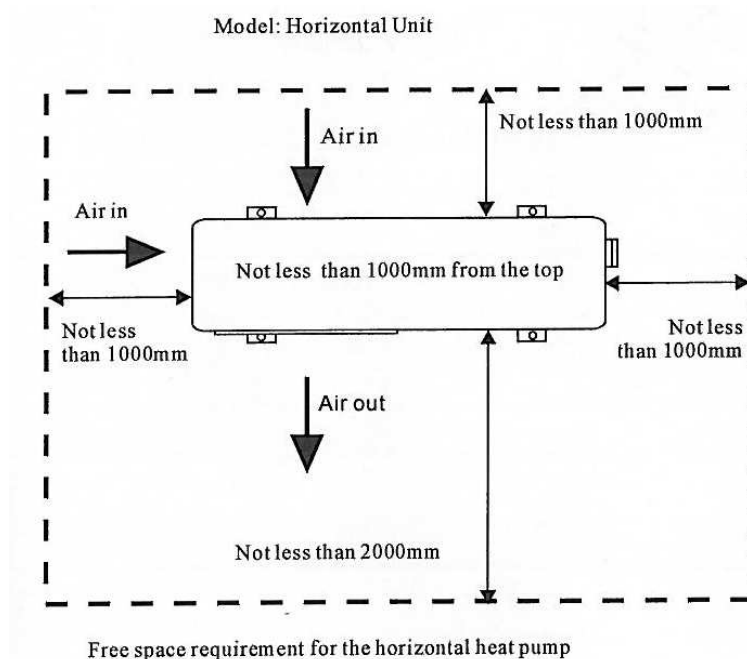 Model: Horizontal Unit
Not less than 1000mm
Air in
Air in
Not less than 1000mm from the top
Not less
than 1000mm
Not less
than 1000mm
Air out
Not less than 2000mm
Free space requirement for the horizontal heat pump